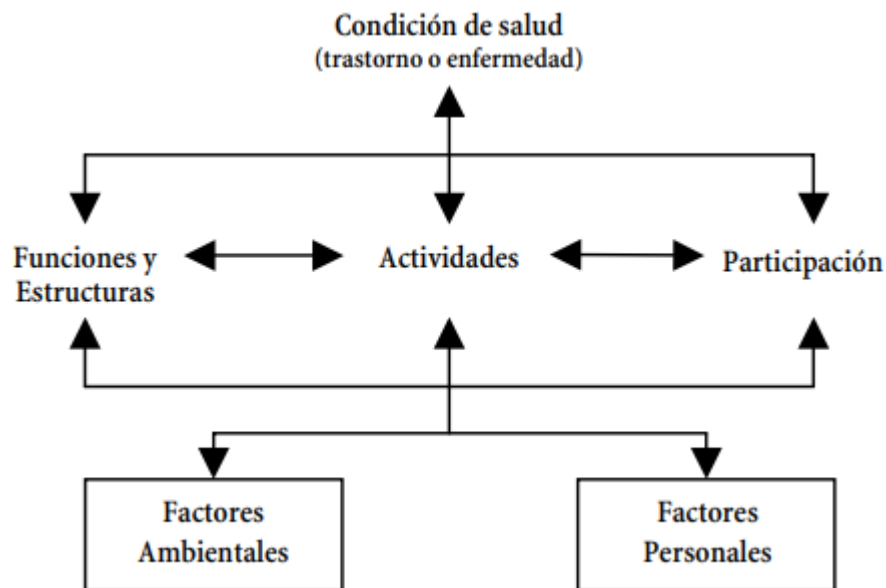 Condición de salud
(trastorno o enfermedad)
Funciones y
Estructuras
Actividades
Participación
Factores
Ambientales
Factores
Personales